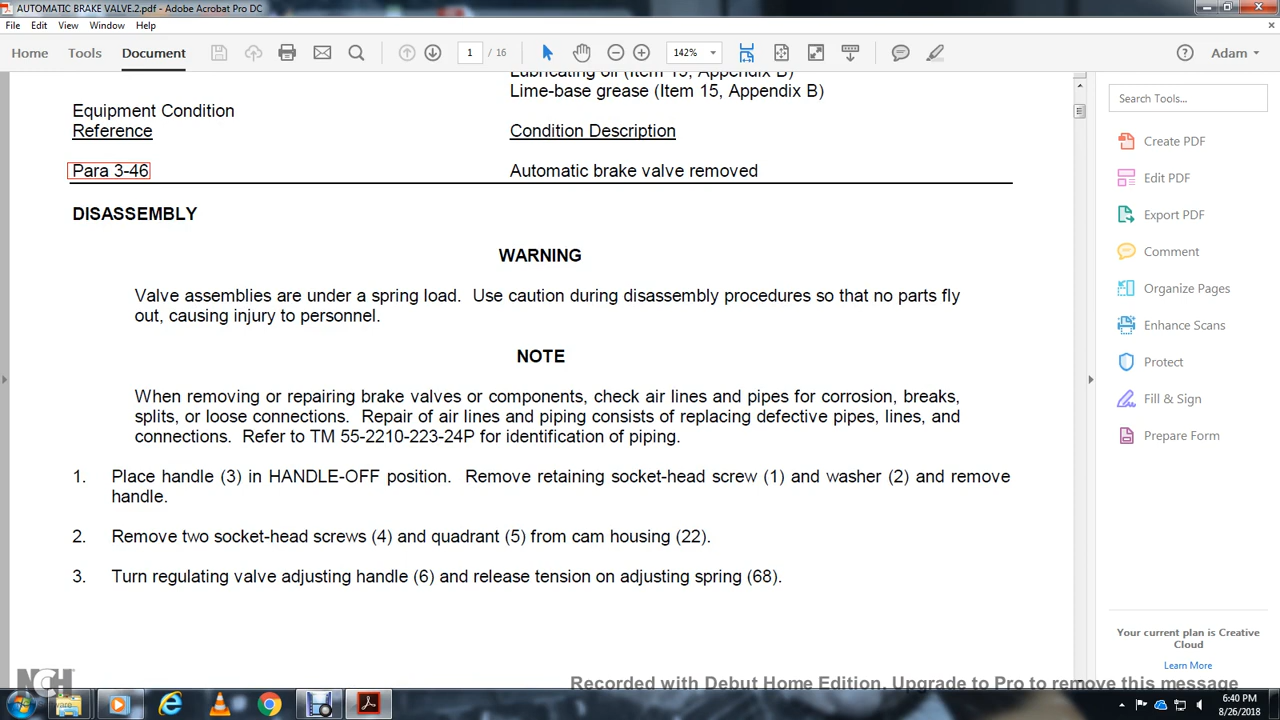 AUTOMATIC BRAKE VALVE.2.pdf - Adobe Acrobat Pro DC
File Edit View Window Help
Home Tools Document 1 / 16 142% Adam
Lubricating oil (Item 19, Appendix B)
Lime-base grease (Item 15, Appendix B)
Equipment Condition
Reference Condition Description
Para 3-46 Automatic brake valve removed
DISASSEMBLY
WARNING
Valve assemblies are under a spring load. Use caution during disassembly procedures so that no parts fly
out, causing injury to personnel.
NOTE
When removing or repairing brake valves or components, check air lines and pipes for corrosion, breaks,
splits, or loose connections. Repair of air lines and piping consists of replacing defective pipes, lines, and
connections. Refer to TM 55-2210-223-24P for identification of piping.
1. Place handle (3) in HANDLE-OFF position. Remove retaining socket-head screw (1) and washer (2) and remove
handle.
2. Remove two socket-head screws (4) and quadrant (5) from cam housing (22).
3. Turn regulating valve adjusting handle (6) and release tension on adjusting spring (68).
Search Tools...
Create PDF
Edit PDF
Export PDF
Comment
Organize Pages
Enhance Scans
Protect
Fill & Sign
Prepare Form
Your current plan is Creative
Cloud
Learn More
NCH
Recorded with Debut Home Edition. Upgrade to Pro to remove this message
6:40 PM
8/26/2018